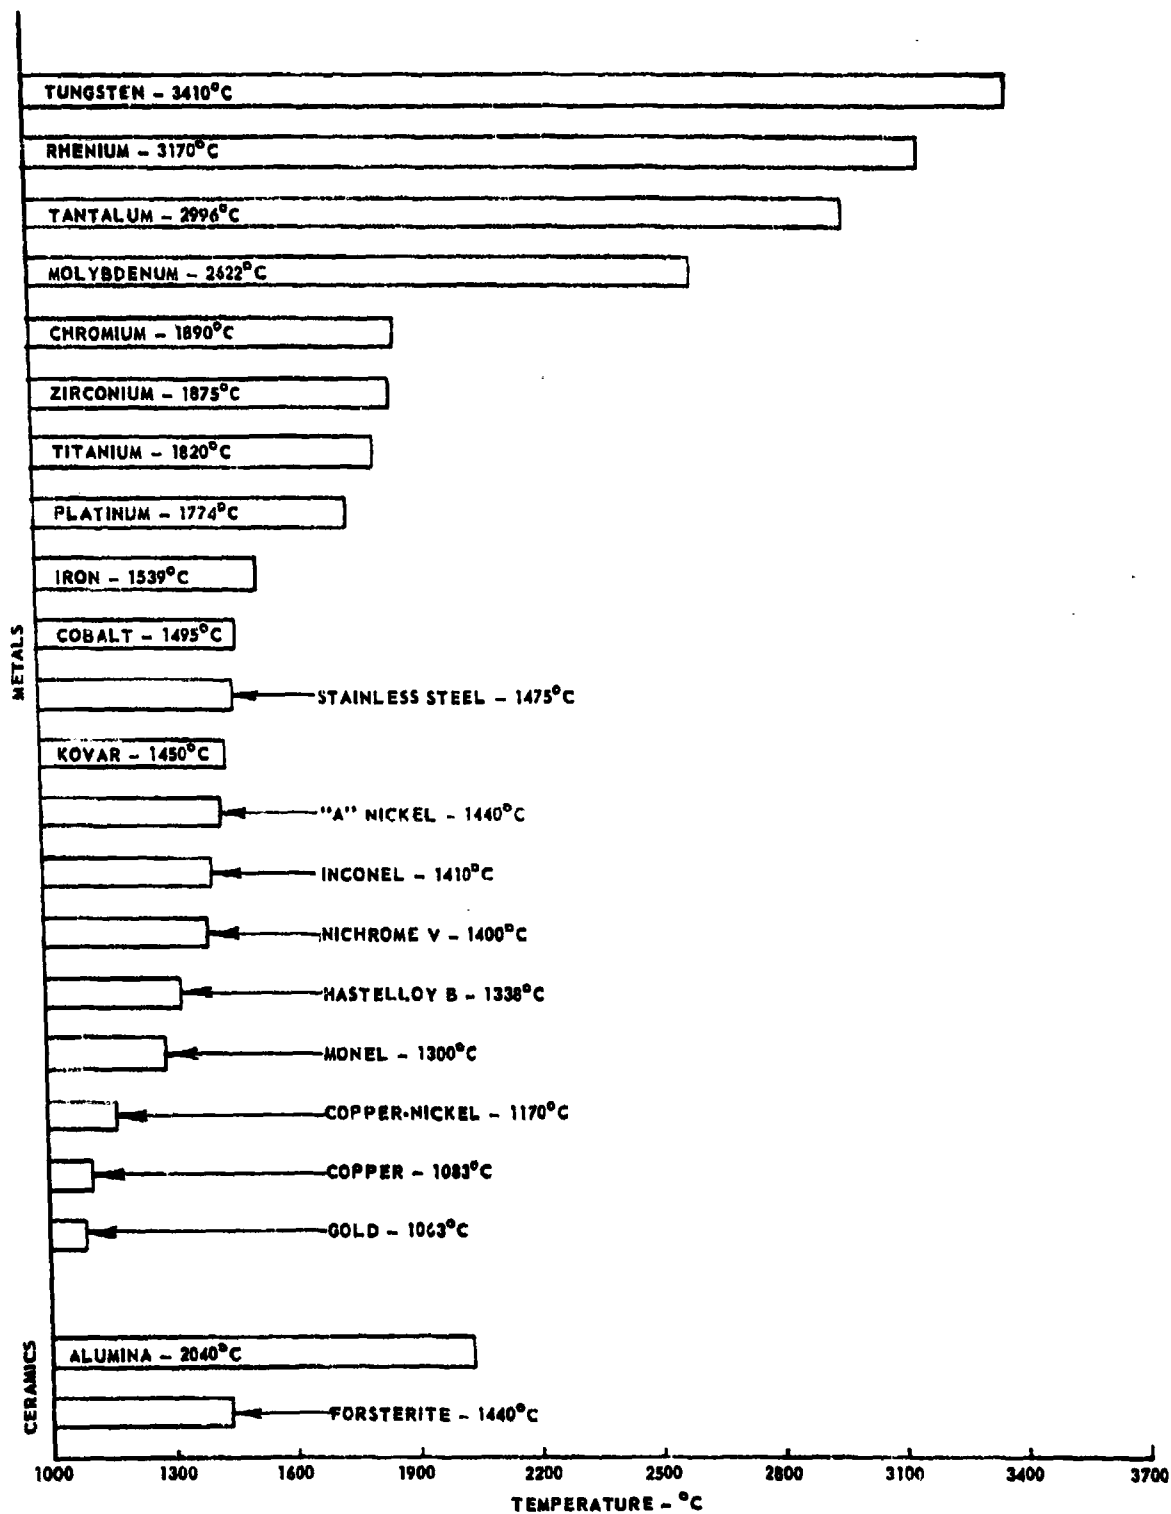 TUNGSTEN – 3410°C
RHENIUM – 3170°C
TANTALUM – 2996°C
MOLYBDENUM – 2622°C
CHROMIUM – 1890°C
ZIRCONIUM – 1875°C
TITANIUM – 1820°C
PLATINUM – 1774°C
IRON – 1539°C
COBALT – 1495°C
METALS
STAINLESS STEEL – 1475°C
KOVAR – 1450°C
"A" NICKEL – 1440°C
INCONEL – 1410°C
NICHROME V – 1400°C
HASTELLOY B – 1338°C
MONEL – 1300°C
COPPER-NICKEL – 1170°C
COPPER – 1083°C
GOLD – 1063°C
CERAMICS
ALUMINA – 2040°C
FORSTERITE – 1440°C
1000 1300 1600 1900 2200 2500 2800 3100 3400 3700
TEMPERATURE – °C